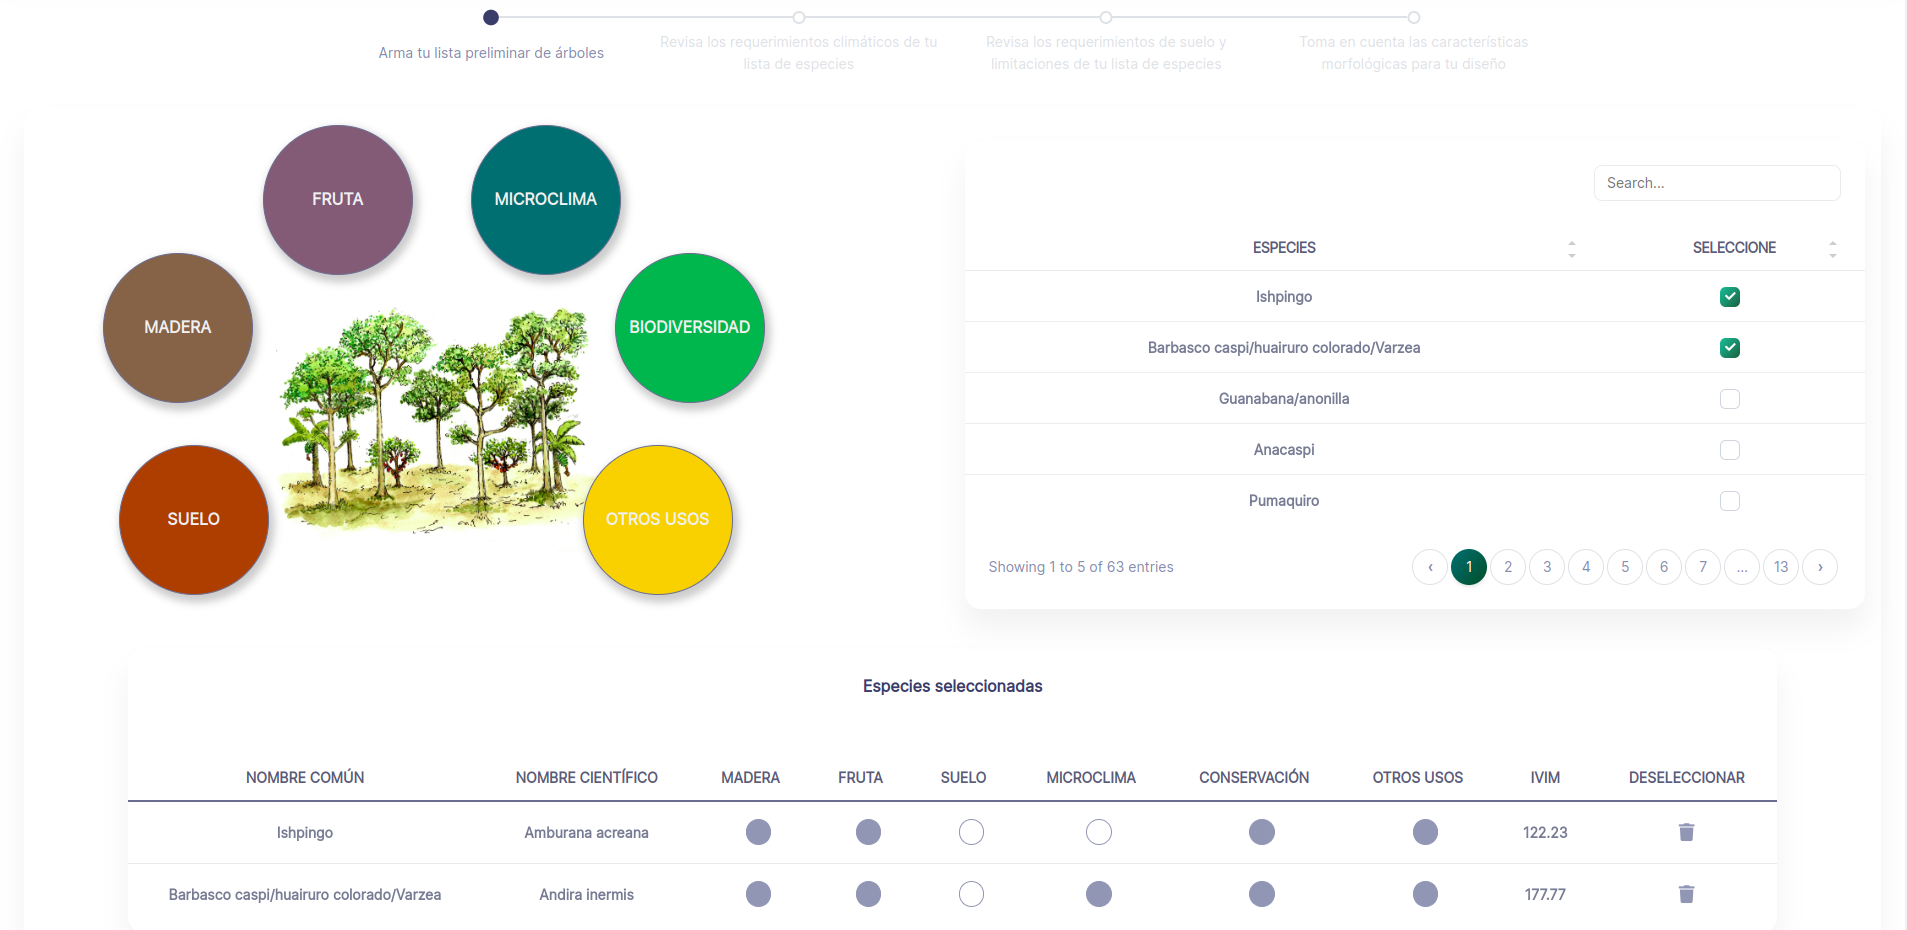 Arma tu lista preliminar de árboles
Revisa los requerimientos climáticos de tu
lista de especies
Revisa los requerimientos de suelo y
limitaciones de tu lista de especies
Toma en cuenta las características
morfológicas para tu diseño
FRUTA
MICROCLIMA
MADERA
BIODIVERSIDAD
SUELO
OTROS USOS
Search...
ESPECIES SELECCIONE
Ishpingo
Barbasco caspi/huairuro colorado/Varzea
Guanabana/anonilla
Anacaspi
Pumaquiro
Showing 1 to 5 of 63 entries ‹ 1 2 3 4 5 6 7 ... 13 ›
Especies seleccionadas
NOMBRE COMÚN NOMBRE CIENTÍFICO MADERA FRUTA SUELO MICROCLIMA CONSERVACIÓN OTROS USOS IVIM DESELECCIONAR
Ishpingo Amburana acreana 122.23
Barbasco caspi/huairuro colorado/Varzea Andira inermis 177.77